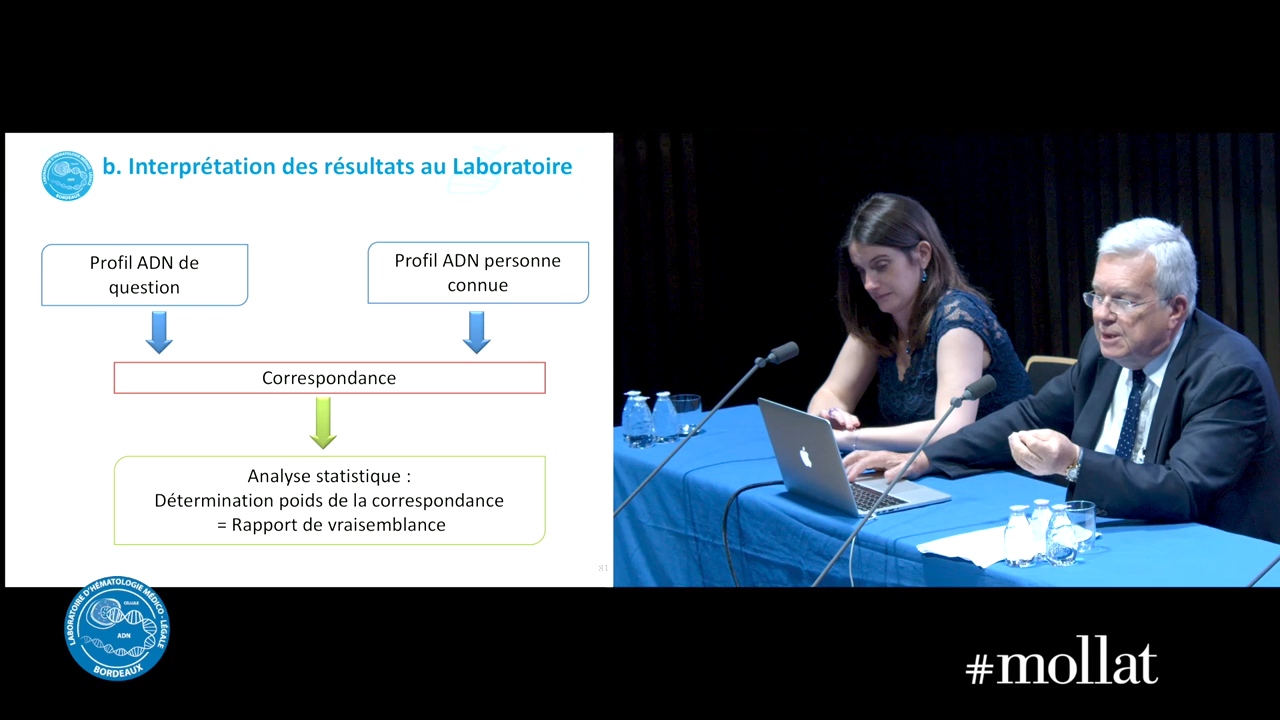 b. Interprétation des résultats au Laboratoire
Profil ADN de
question
Profil ADN personne
connue
Correspondance
Analyse statistique :
Détermination poids de la correspondance
= Rapport de vraisemblance
LABORATOIRE D'HÉMATOLOGIE MÉDICO-LÉGALE
ADN
BORDEAUX
#mollat